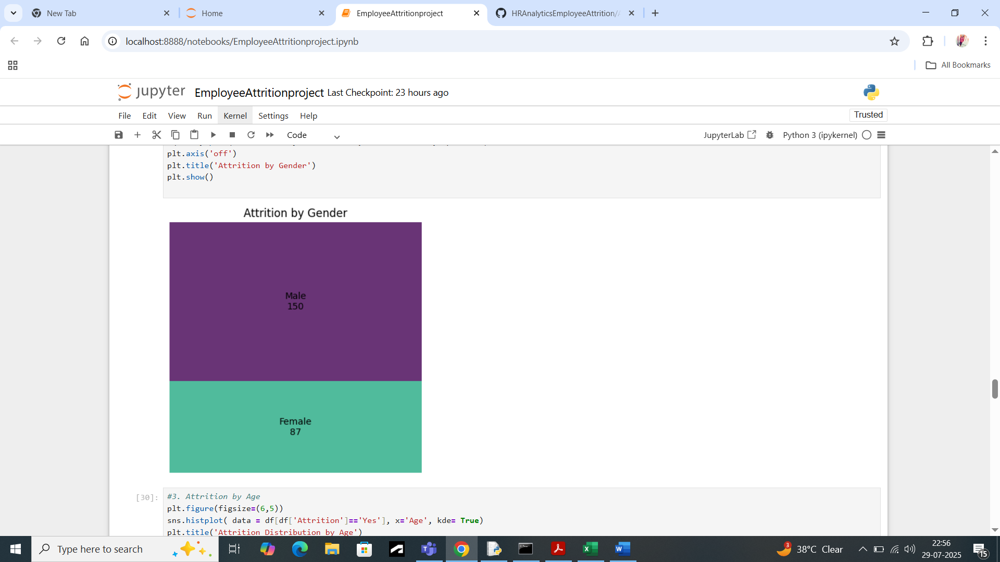 New Tab
Home
EmployeeAttritionproject
HRAnalyticsEmployeeAttrition/
localhost:8888/notebooks/EmployeeAttritionproject.ipynb
All Bookmarks
jupyter EmployeeAttritionproject Last Checkpoint: 23 hours ago
File Edit View Run Kernel Settings Help
Trusted
Code
JupyterLab
Python 3 (ipykernel)
plt.axis('off')
plt.title('Attrition by Gender')
plt.show()
Attrition by Gender
Male
150
Female
87
[30]:
#3. Attrition by Age
plt.figure(figsize=(6,5))
sns.histplot( data = df[df['Attrition']=='Yes'], x='Age', kde= True)
plt.title('Attrition Distribution by Age')
Type here to search
3
38°C Clear
22:56
29-07-2025
15